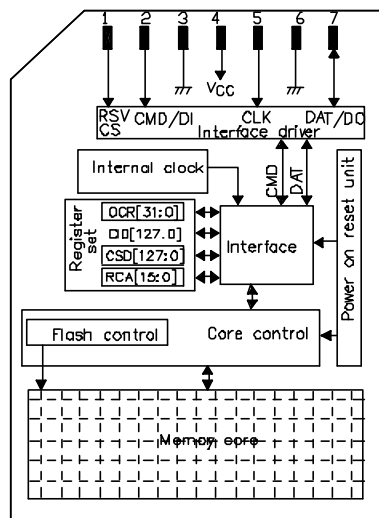 1 2 3 4 5 6 7
VCC
RSV CMD/DI CLK DAT/DO
CS
Interface driver
Internal clock
CMD
DAT
Register set
OCR[31:0]
CID[127.0]
CSD[127:0]
RCA[15:0]
Interface
Power on reset unit
Flash control
Core control
Memory core